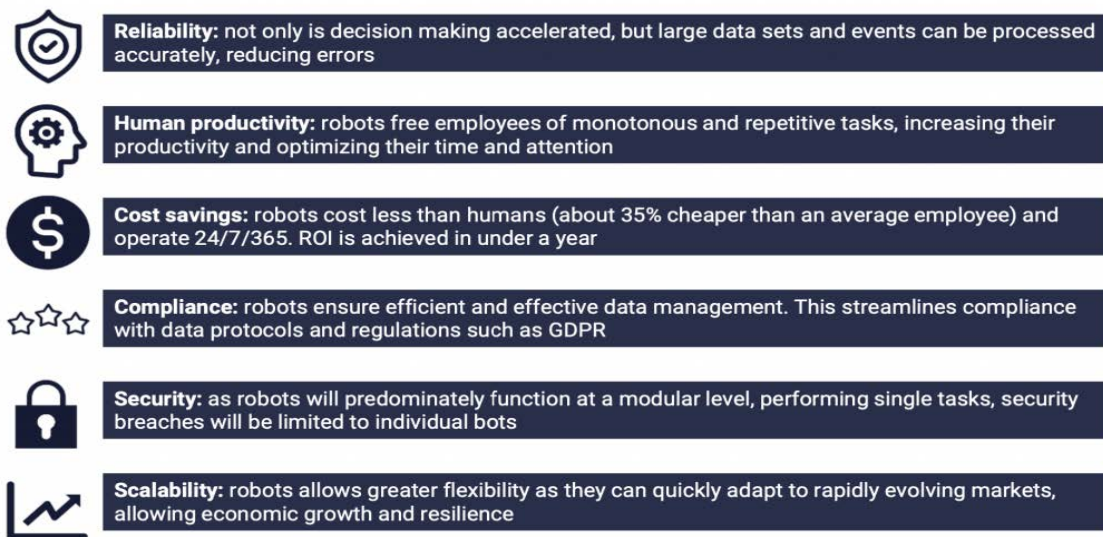 Reliability: not only is decision making accelerated, but large data sets and events can be processed
accurately, reducing errors
Human productivity: robots free employees of monotonous and repetitive tasks, increasing their
productivity and optimizing their time and attention
$
Cost savings: robots cost less than humans (about 35% cheaper than an average employee) and
operate 24/7/365. ROI is achieved in under a year
Compliance: robots ensure efficient and effective data management. This streamlines compliance
with data protocols and regulations such as GDPR
Security: as robots will predominately function at a modular level, performing single tasks, security
breaches will be limited to individual bots
Scalability: robots allows greater flexibility as they can quickly adapt to rapidly evolving markets,
allowing economic growth and resilience